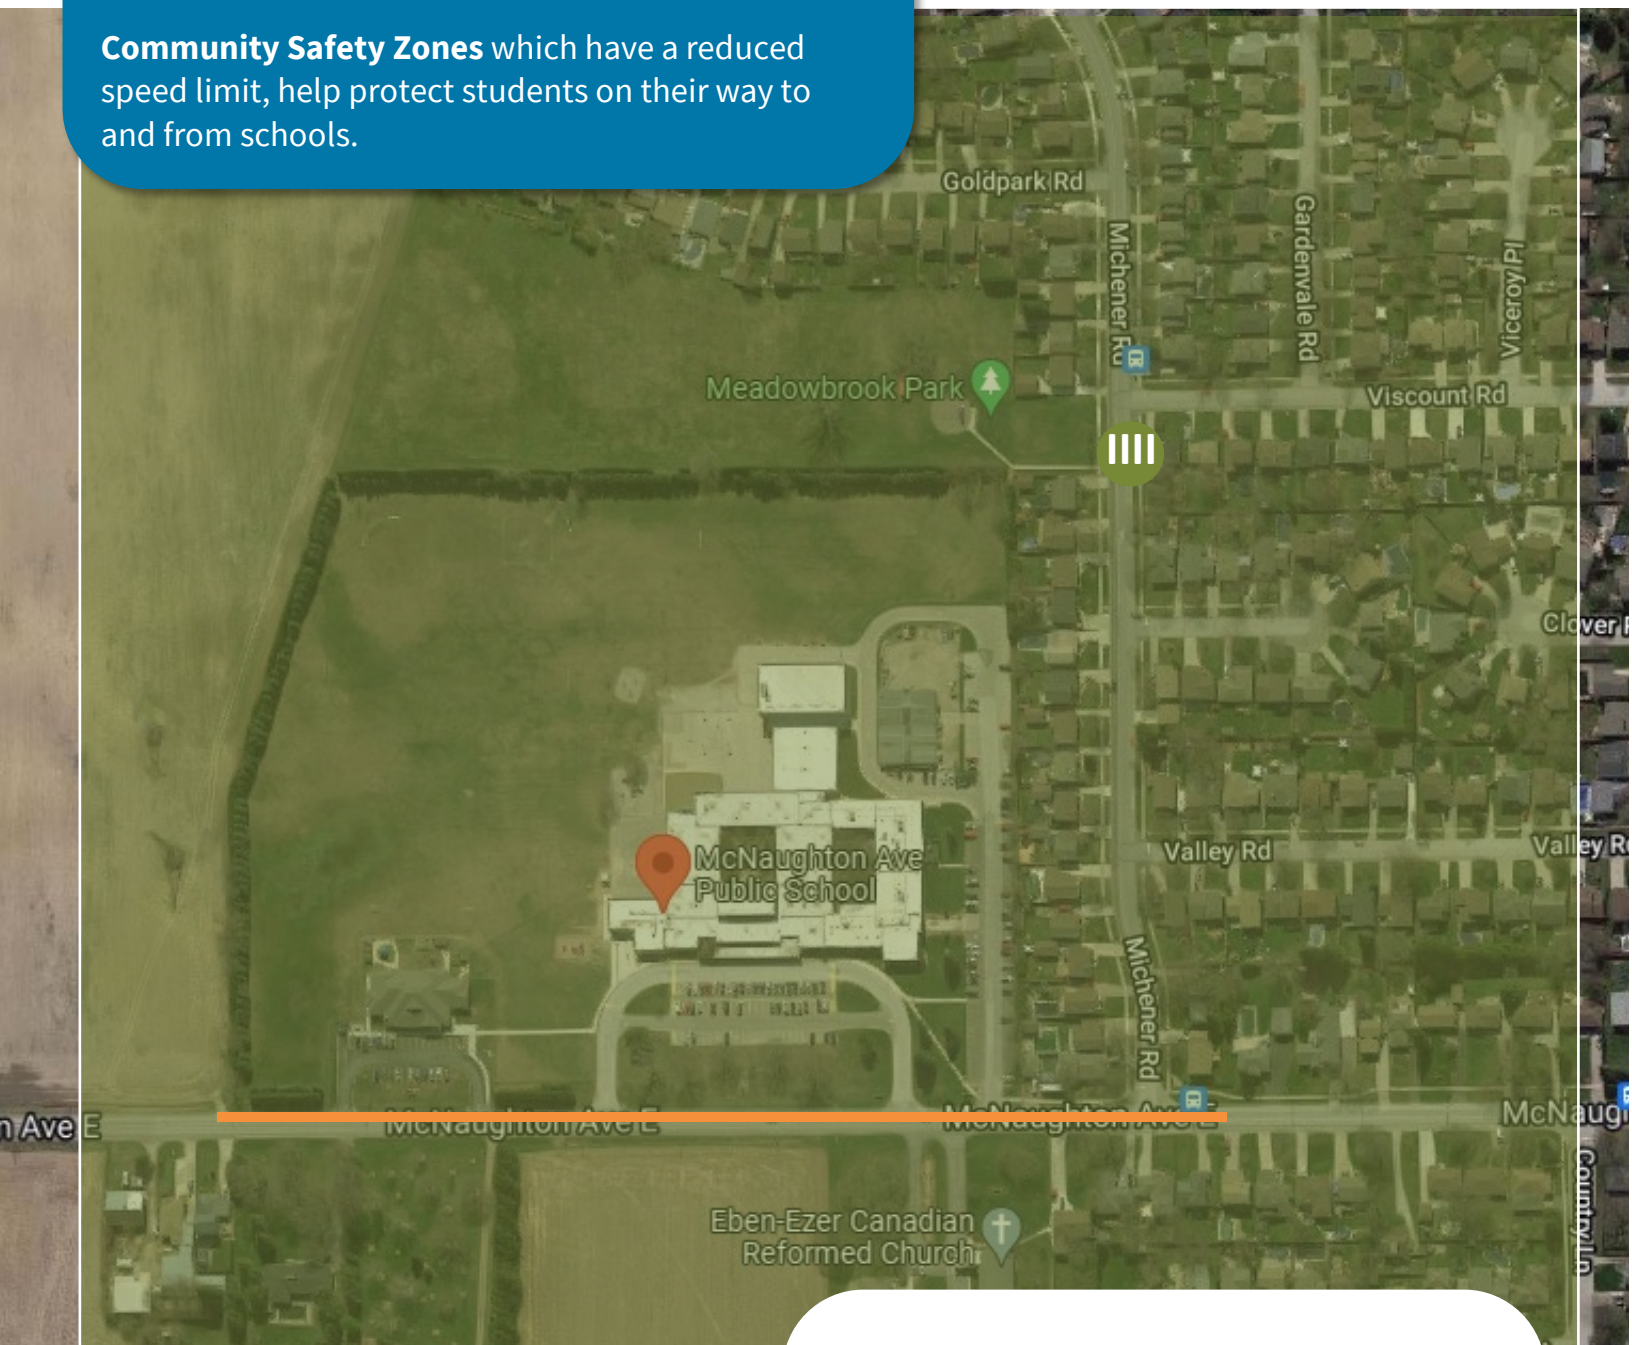 Community Safety Zones which have a reduced
speed limit, help protect students on their way to
and from schools.
Goldpark Rd
Michener Rd
Gardenvale Rd
Viceroy Pl
Meadowbrook Park
Viscount Rd
Clover
McNaughton Ave
Public School
Valley Rd
Valley R
Michener Rd
n Ave E
McNaughton Ave E
McNaughton Ave E
McNaug
Country Ln
Eben-Ezer Canadian
Reformed Church